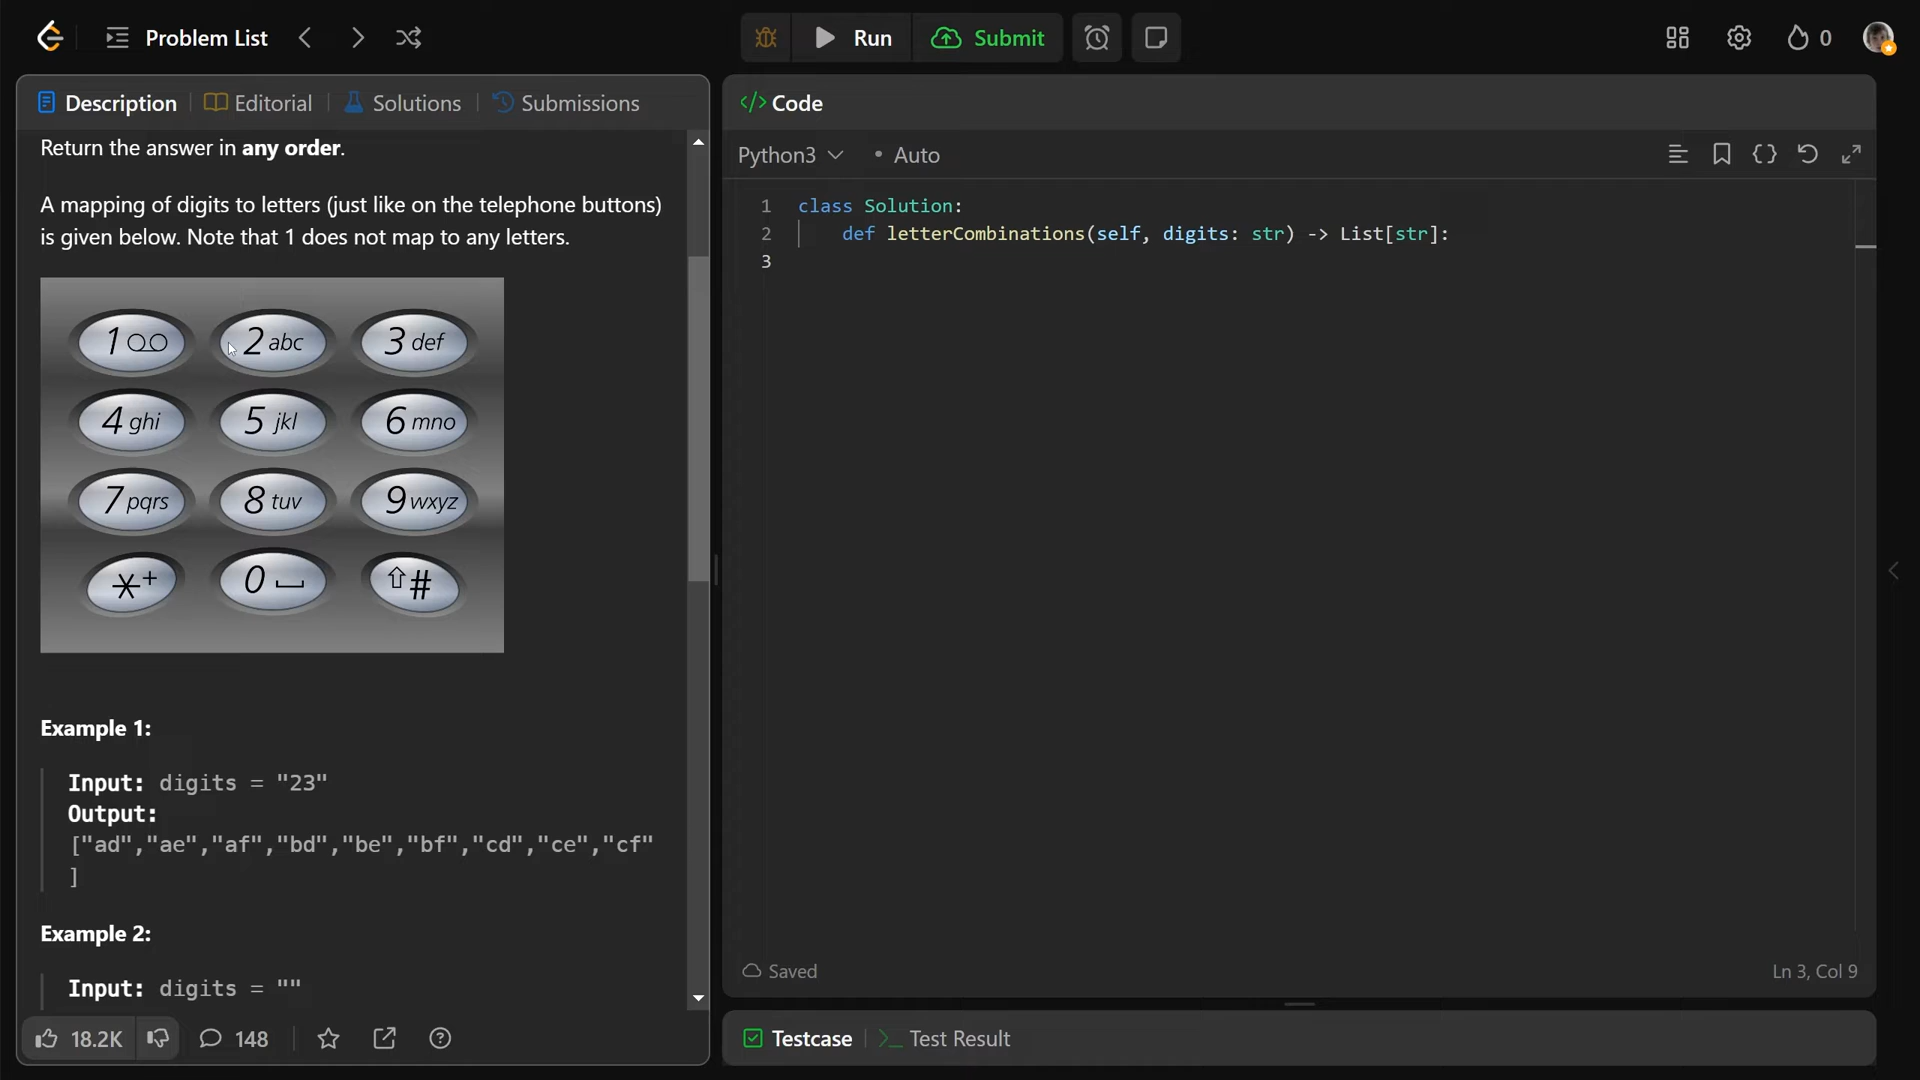 Problem List
Run
Submit
0
Description
Editorial
Solutions
Submissions
Return the answer in any order.
A mapping of digits to letters (just like on the telephone buttons)
is given below. Note that 1 does not map to any letters.
1
2 abc
3 def
4 ghi
5 jkl
6 mno
7 pqrs
8 tuv
9 wxyz
*+
0
#
Example 1:
Input: digits = "23"
Output:
["ad","ae","af","bd","be","bf","cd","ce","cf"
]
Example 2:
Input: digits = ""
18.2K
148
</> Code
Python3
• Auto
1 class Solution:
2 def letterCombinations(self, digits: str) -> List[str]:
3
Saved
Ln 3, Col 9
Testcase
Test Result